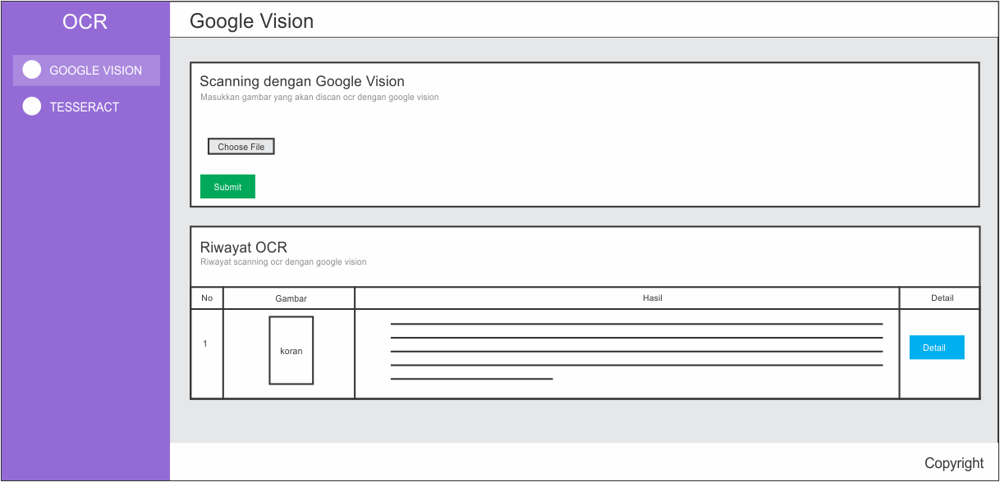 OCR
GOOGLE VISION
TESSERACT
Google Vision
Scanning dengan Google Vision
Masukkan gambar yang akan discan ocr dengan google vision
Choose File
Submit
Riwayat OCR
Riwayat scanning ocr dengan google vision
No Gambar Hasil Detail
1 koran Detail
Copyright